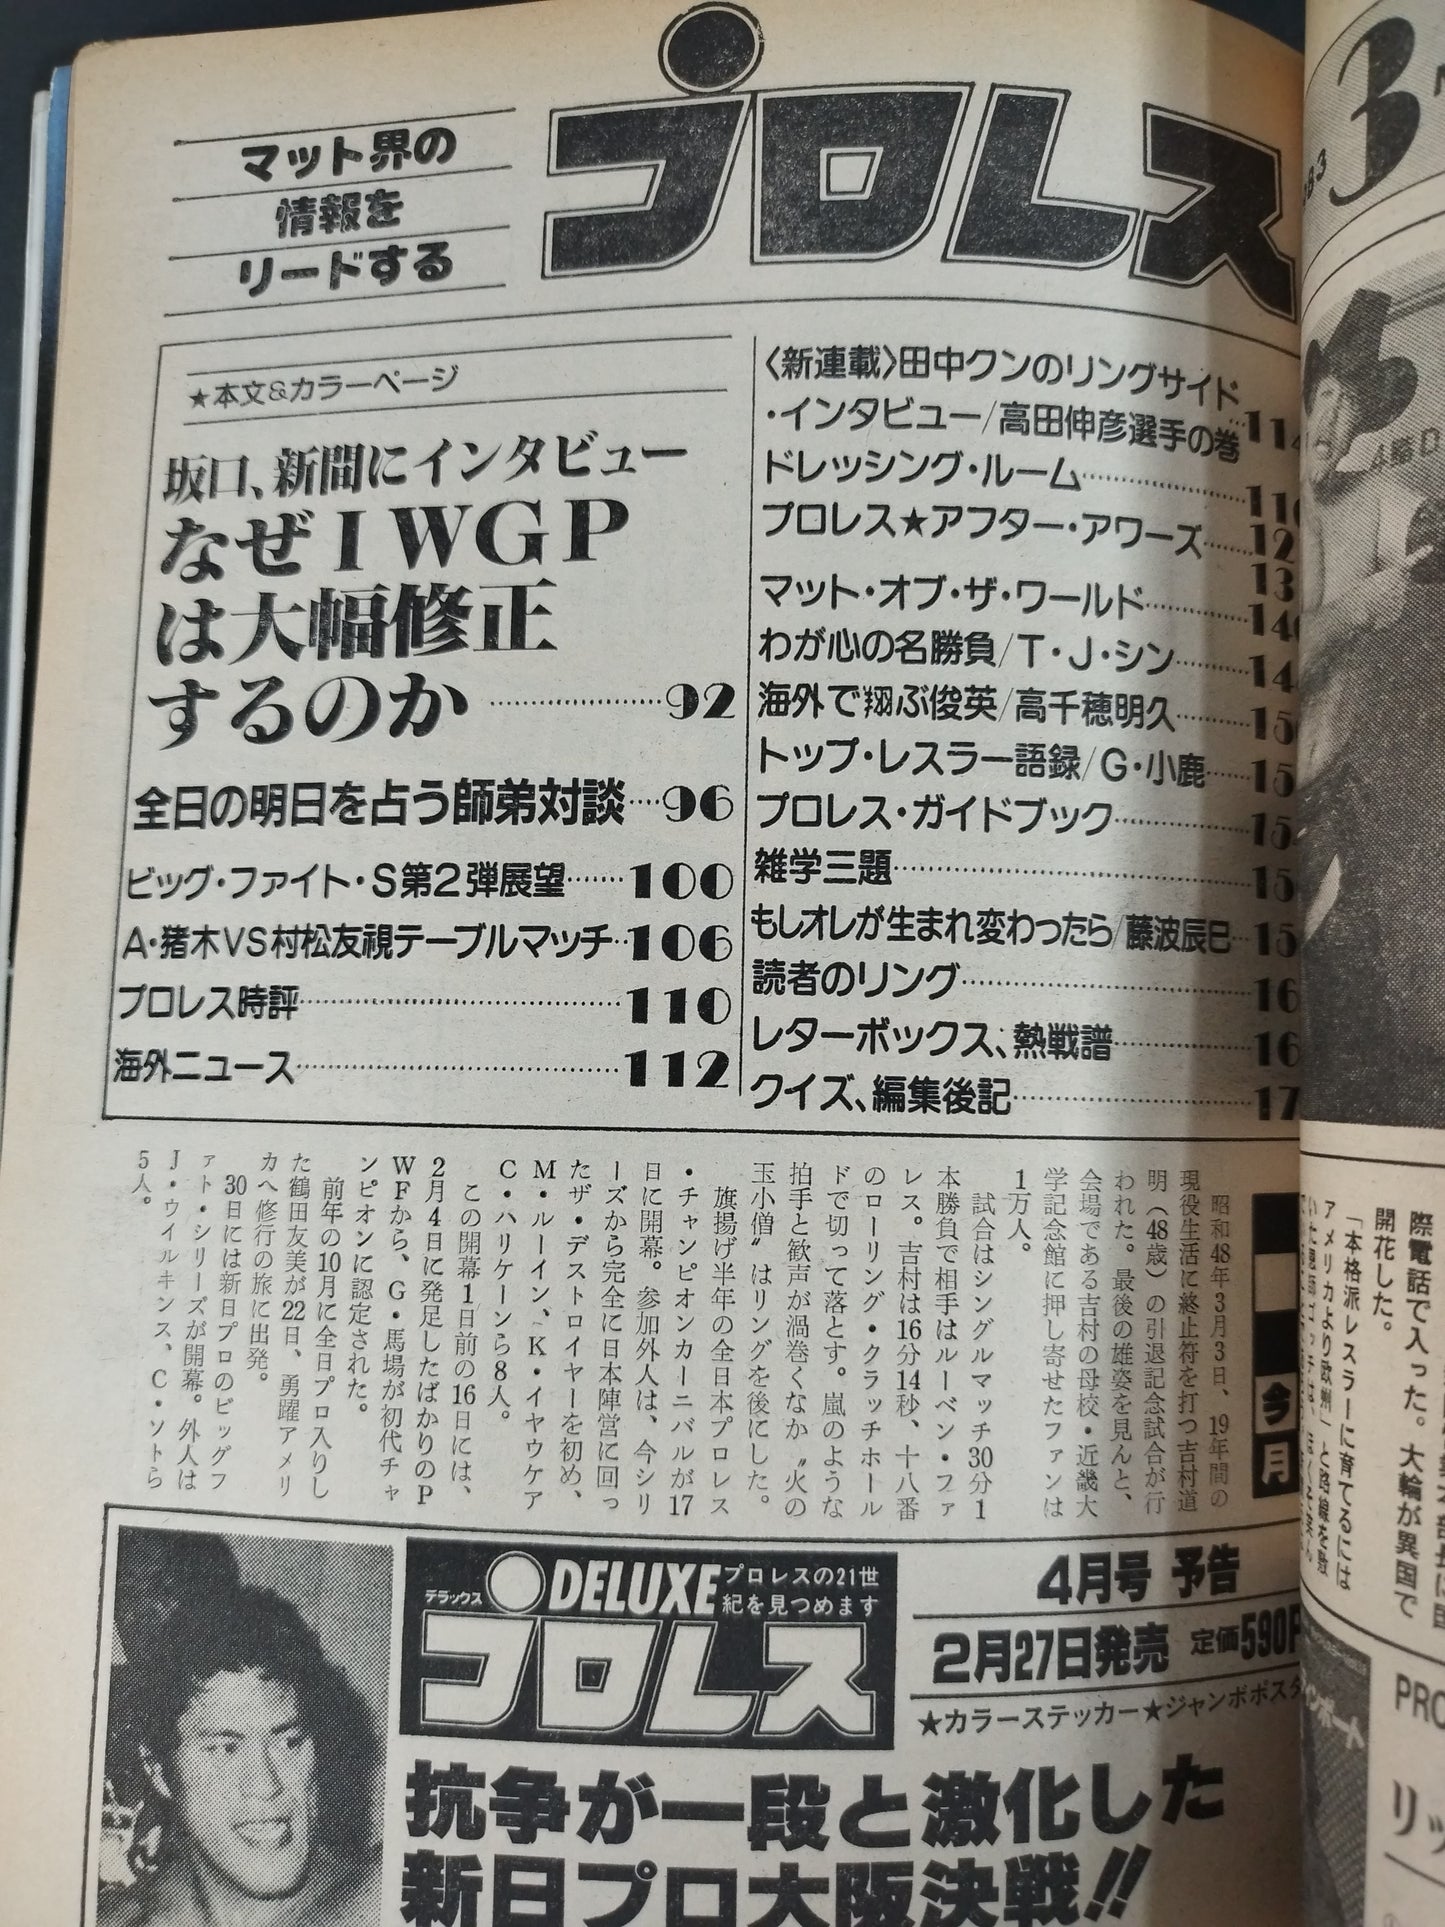 マット界の
情報を
リードする
プロレス
★本文&カラーページ
坂口、新間にインタビュー
なぜIWGP
は大幅修正
するのか……………92
全日の明日を占う師弟対談…96
ビッグ・ファイト・S第2弾展望……100
A・猪木VS村松友視テーブルマッチ…106
プロレス時評……………110
海外ニュース……………112
〈新連載〉田中クンのリングサイド
・インタビュー/高田伸彦選手の巻
ドレッシング・ルーム……………
プロレス★アフター・アワーズ……
マット・オブ・ザ・ワールド……………
わが心の名勝負/T・J・シン……
海外で翔ぶ俊英/高千穂明久……
トップ・レスラー語録/G・小鹿……
プロレス・ガイドブック……………
雑学三題……………
もしオレが生まれ変わったら/藤波辰巳…
読者のリング……………
レターボックス、熱戦譜……………
クイズ、編集後記……………
今月
昭和48年3月3日、19年間の
現役生活に終止符を打つ吉村道
明(48歳)の引退記念試合が行
われた。最後の雄姿を見んと、
会場である吉村の母校・近畿大
学記念館に押し寄せたファンは
1万人。
試合はシングルマッチ30分1
本勝負で相手はルーベン・ファ
レス。吉村は16分14秒、十八番
のローリング・クラッチホール
ドで切って落とす。嵐のような
拍手と歓声が渦巻くなか〝火の
玉小僧〟はリングを後にした。
旗揚げ半年の全日本プロレス
・チャンピオンカーニバルが17
日に開幕。参加外人は、今シリ
ーズから完全に日本陣営に回っ
たザ・デストロイヤーを初め、
M・ルーイン、K・イヤウケア
C・ハリケーンら8人。
この開幕1日前の16日には、
2月4日に発足したばかりのP
WFから、G・馬場が初代チャ
ンピオンに認定された。
前年の10月に全日プロ入りし
た鶴田友美が22日、勇躍アメリ
カへ修行の旅に出発。
30日には新日プロのビッグフ
ァト・シリーズが開幕。外人は
J・ウイルキンス、C・ソトら
5人。
デラックス
DELUXE
プロレス
プロレスの21世
紀を見つめます
4月号 予告
2月27日発売 定価590
★カラーステッカー★ジャンボポスタ
抗争が一段と激化した
新日プロ大阪決戦!!
際電話で入った。大輪が異国で
開花した。
「本格派レスラーに育てるには
アメリカより欧州」と路線を敷
PRO
リッ